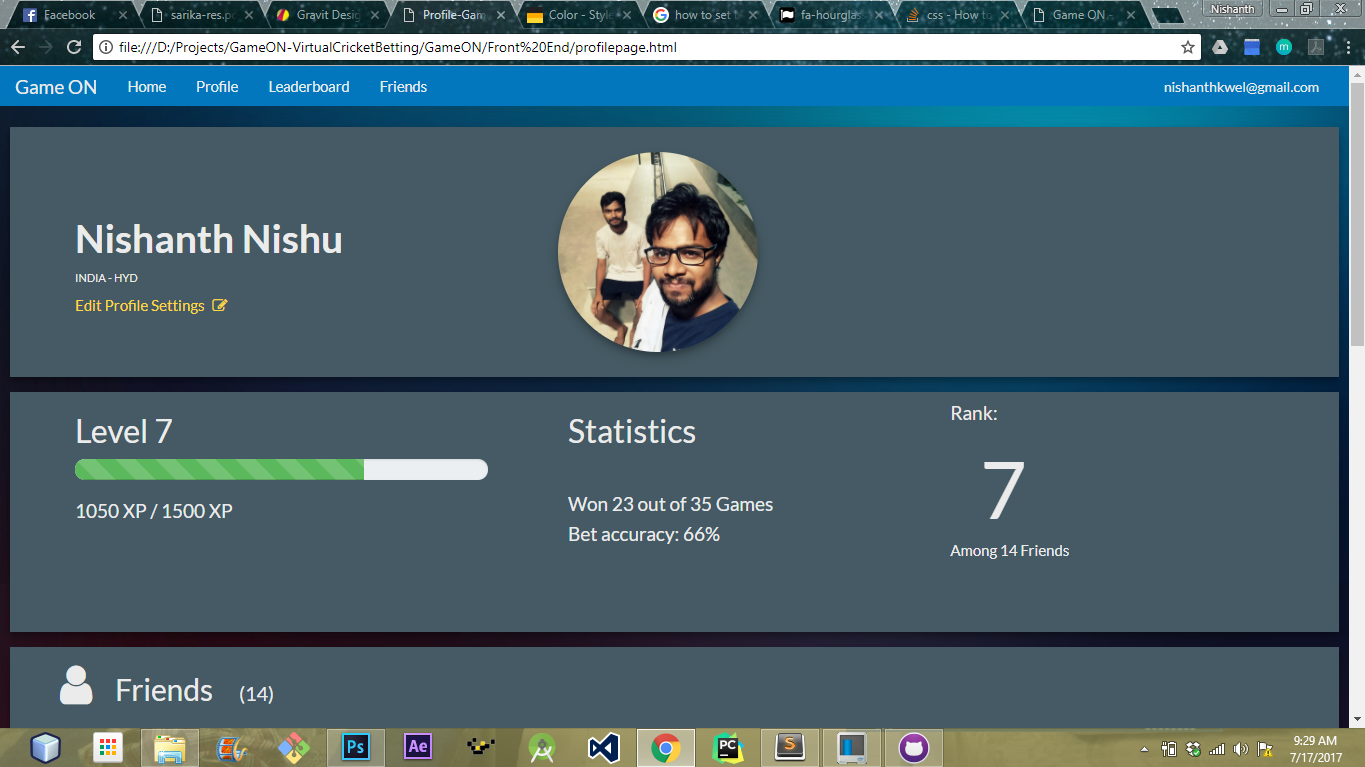 Facebook
sarika-res.p
Gravit Desig
Profile-Gam
Color - Style
how to set
fa-hourglass
css - How to
Game ON -
Nishanth
file:///D:/Projects/GameON-VirtualCricketBetting/GameON/Front%20End/profilepage.html
m
Game ON Home Profile Leaderboard Friends nishanthkwel@gmail.com
Nishanth Nishu
INDIA - HYD
Edit Profile Settings
Level 7
1050 XP / 1500 XP
Statistics
Won 23 out of 35 Games
Bet accuracy: 66%
Rank:
7
Among 14 Friends
Friends (14)
Ps
Ae
PC
S
9:29 AM
7/17/2017